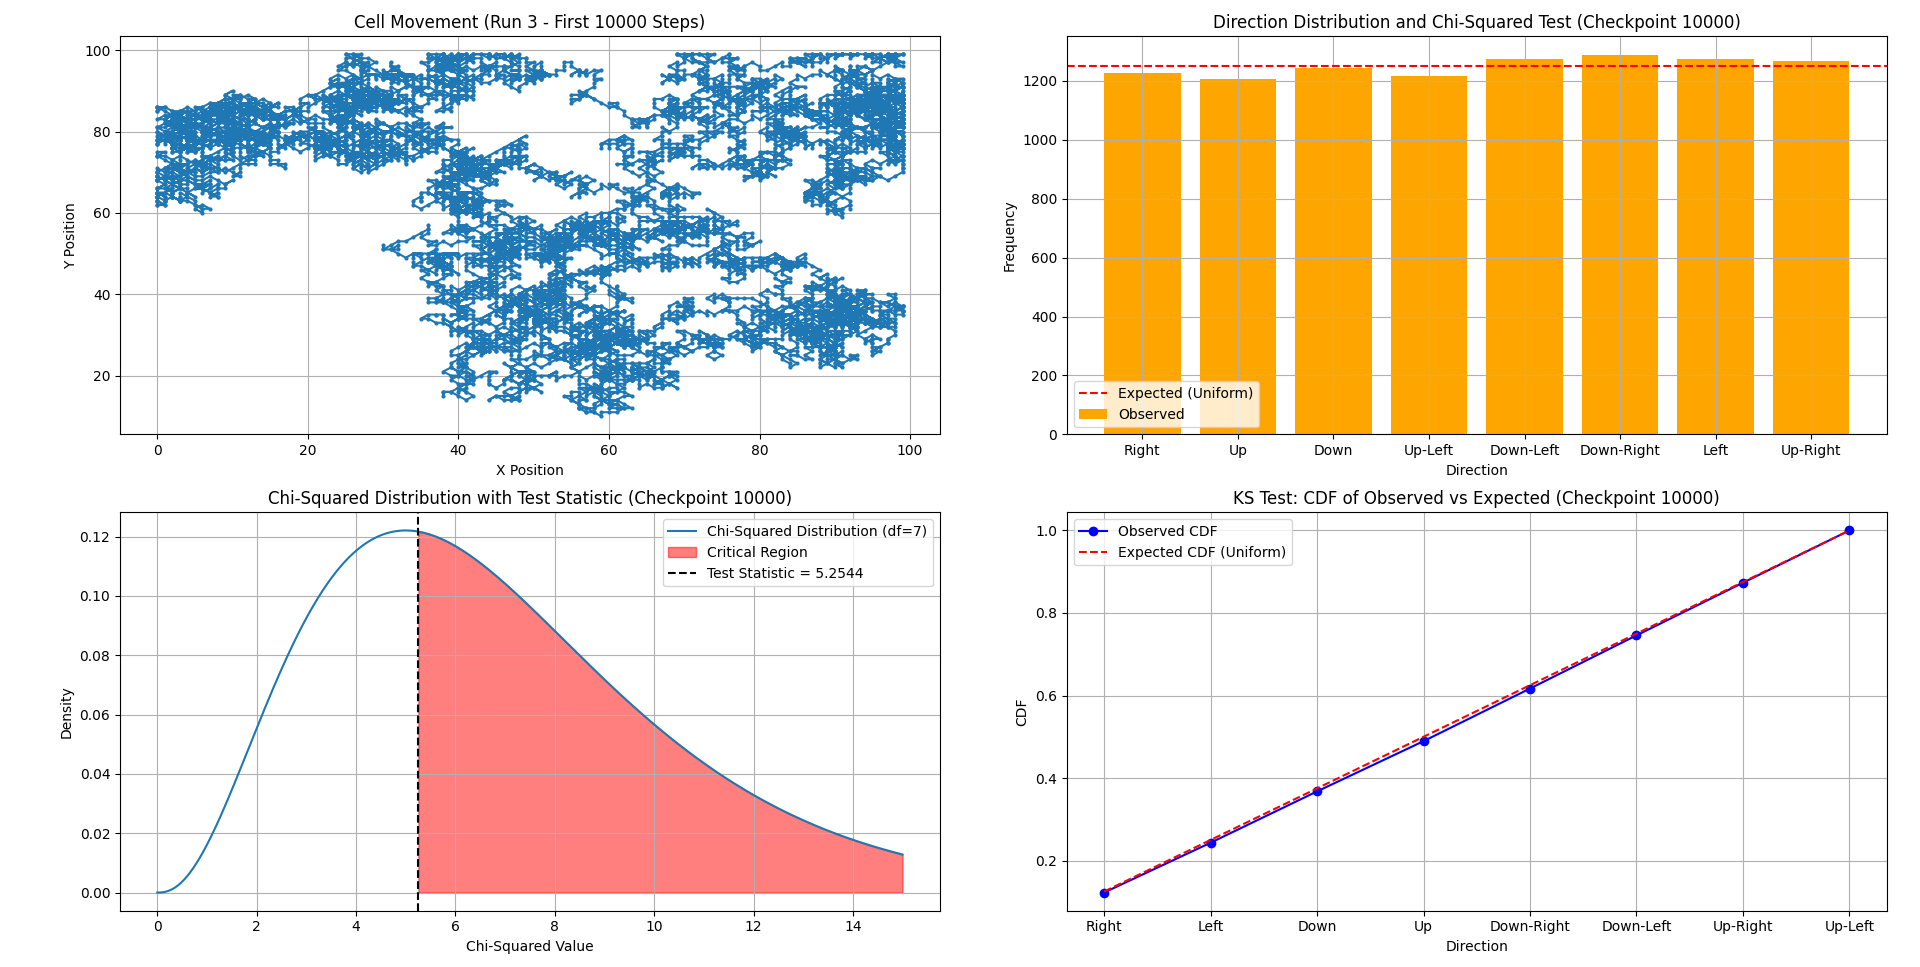 Cell Movement (Run 3 - First 10000 Steps)
100
80
60
40
20
Y Position
0 20 40 60 80 100
X Position
Direction Distribution and Chi-Squared Test (Checkpoint 10000)
1200
1000
800
600
400
200
0
Frequency
Expected (Uniform)
Observed
Right Up Down Up-Left Down-Left Down-Right Left Up-Right
Direction
Chi-Squared Distribution with Test Statistic (Checkpoint 10000)
Chi-Squared Distribution (df=7)
Critical Region
Test Statistic = 5.2544
0.12
0.10
0.08
0.06
0.04
0.02
0.00
Density
0 2 4 6 8 10 12 14
Chi-Squared Value
KS Test: CDF of Observed vs Expected (Checkpoint 10000)
Observed CDF
Expected CDF (Uniform)
1.0
0.8
0.6
0.4
0.2
CDF
Right Left Down Up Down-Right Down-Left Up-Right Up-Left
Direction